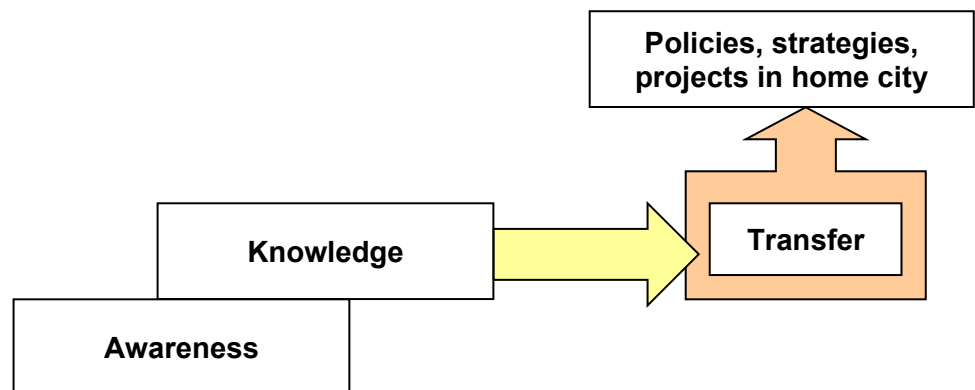 Policies, strategies,
projects in home city
Transfer
Knowledge
Awareness